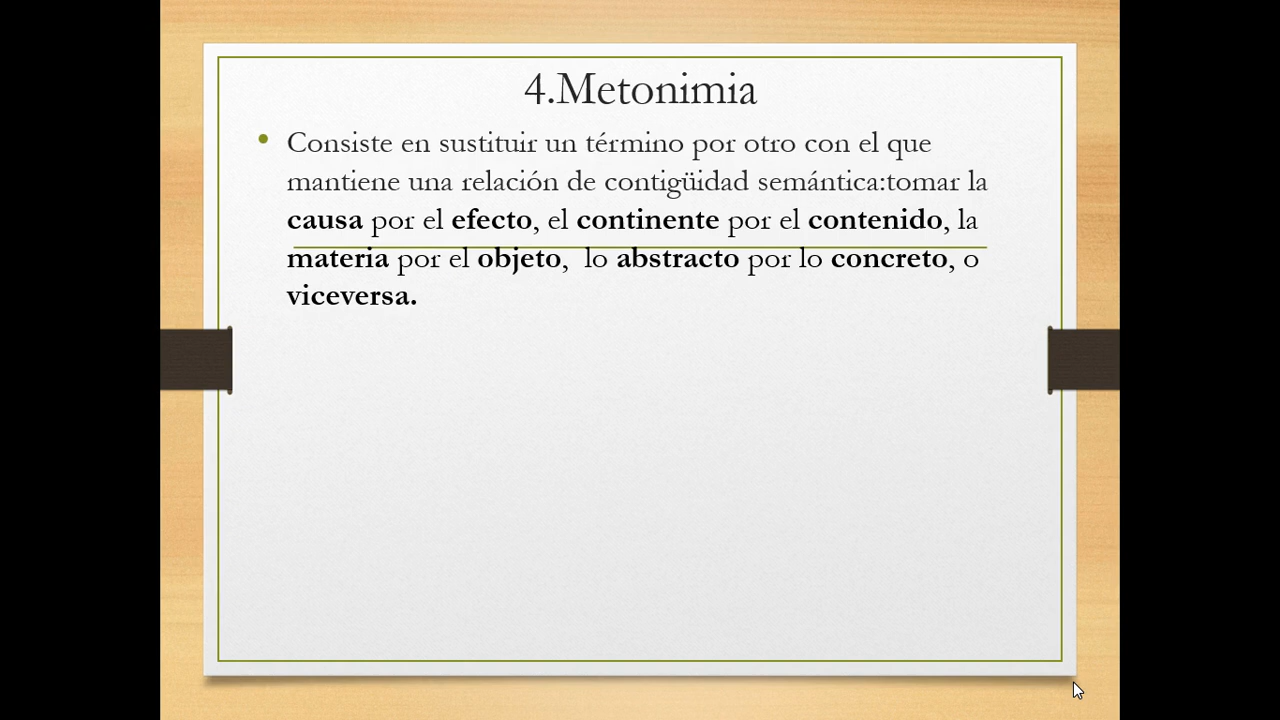 4.Metonimia
• Consiste en sustituir un término por otro con el que
mantiene una relación de contigüidad semántica:tomar la
causa por el efecto, el continente por el contenido, la
materia por el objeto,  lo abstracto por lo concreto, o
viceversa.